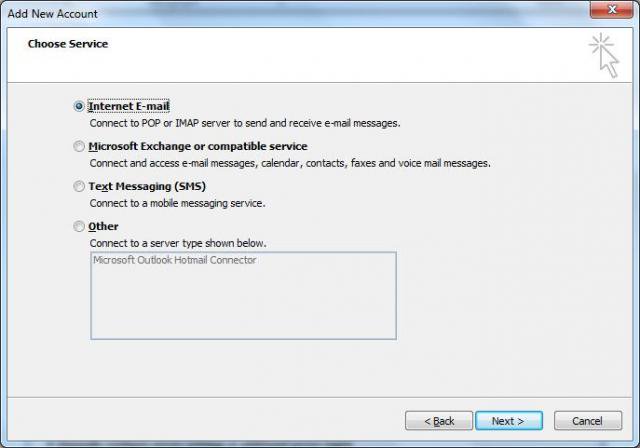 Add New Account
Choose Service
Internet E-mail
Connect to POP or IMAP server to send and receive e-mail messages.
Microsoft Exchange or compatible service
Connect and access e-mail messages, calendar, contacts, faxes and voice mail messages.
Text Messaging (SMS)
Connect to a mobile messaging service.
Other
Connect to a server type shown below.
Microsoft Outlook Hotmail Connector
< Back
Next >
Cancel